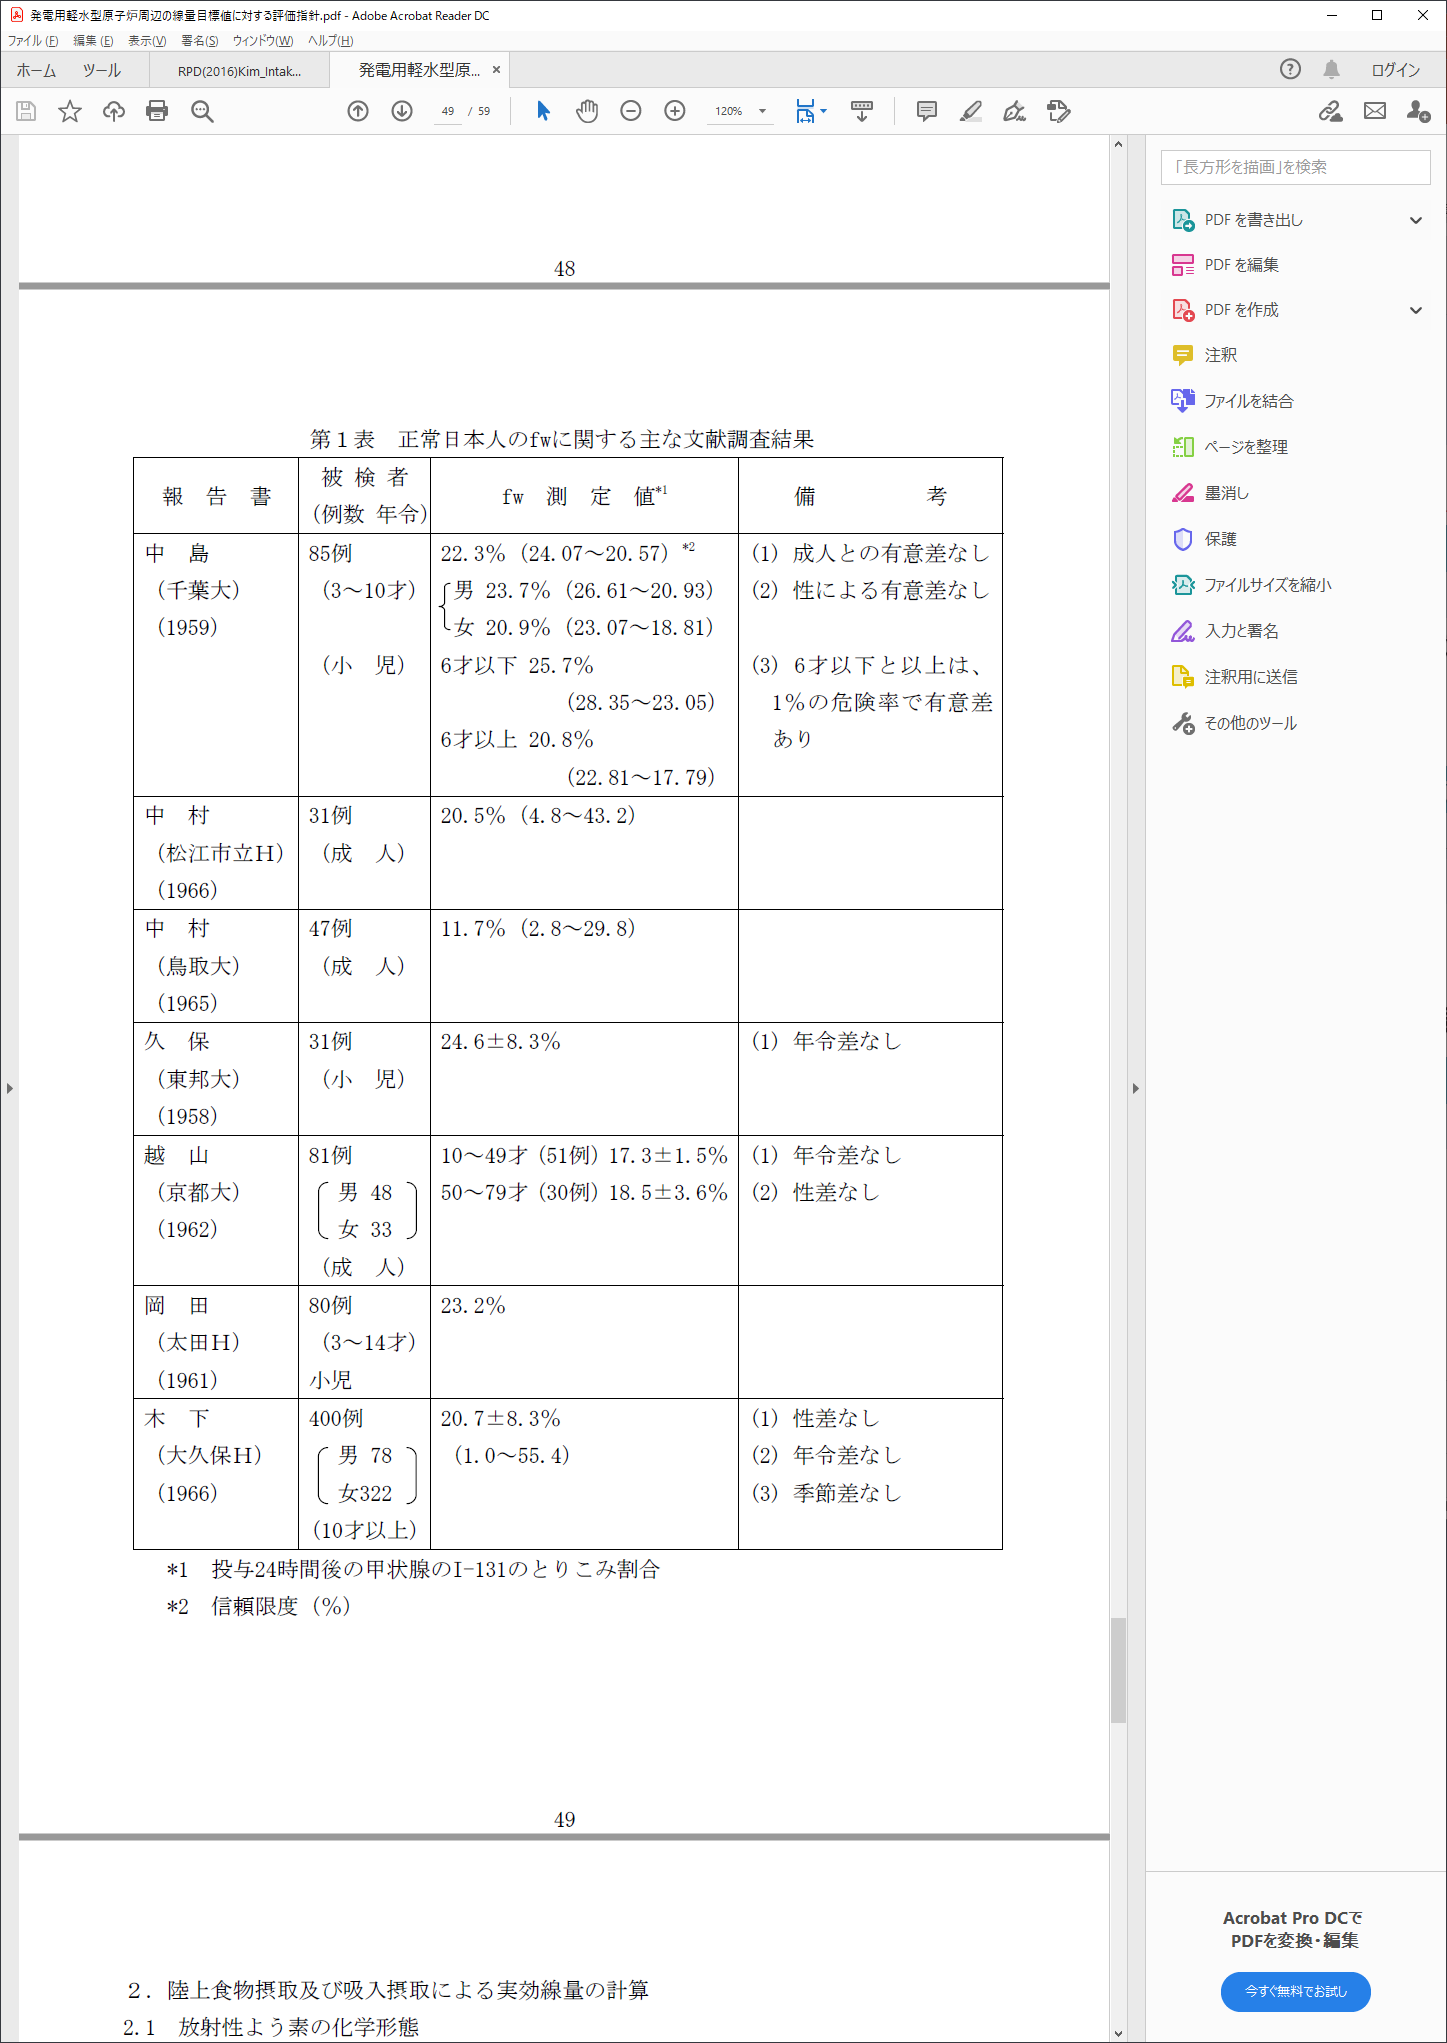 発電用軽水型原子炉周辺の線量目標値に対する評価指針.pdf - Adobe Acrobat Reader DC
ファイル(F) 編集(E) 表示(V) 署名(S) ウィンドウ(W) ヘルプ(H)
ホーム ツール RPD(2016)Kim_Intak... 発電用軽水型原... × ログイン
49 / 59 120%
48
第１表 正常日本人のfwに関する主な文献調査結果
報 告 書
被 検 者
(例数 年令)
fw 測 定 値*1
備 考
中 島
(千葉大)
(1959)
85例
(3～10才)
(小 児)
22.3% (24.07～20.57) *2
男 23.7% (26.61～20.93)
女 20.9% (23.07～18.81)
6才以下 25.7%
(28.35～23.05)
6才以上 20.8%
(22.81～17.79)
(1) 成人との有意差なし
(2) 性による有意差なし
(3) 6才以下と以上は、
1%の危険率で有意差
あり
中 村
(松江市立Ｈ)
(1966)
31例
(成 人)
20.5% (4.8～43.2)
中 村
(鳥取大)
(1965)
47例
(成 人)
11.7% (2.8～29.8)
久 保
(東邦大)
(1958)
31例
(小 児)
24.6±8.3%
(1) 年令差なし
越 山
(京都大)
(1962)
81例
男 48
女 33
(成 人)
10～49才 (51例) 17.3±1.5%
50～79才 (30例) 18.5±3.6%
(1) 年令差なし
(2) 性差なし
岡 田
(太田Ｈ)
(1961)
80例
(3～14才)
小児
23.2%
木 下
(大久保Ｈ)
(1966)
400例
男 78
女322
(10才以上)
20.7±8.3%
(1.0～55.4)
(1) 性差なし
(2) 年令差なし
(3) 季節差なし
*1 投与24時間後の甲状腺のI-131のとりこみ割合
*2 信頼限度 (%)
49
２．陸上食物摂取及び吸入摂取による実効線量の計算
2.1 放射性よう素の化学形態
「長方形を描画」を検索
PDF を書き出し
PDF を編集
PDF を作成
注釈
ファイルを結合
ページを整理
墨消し
保護
ファイルサイズを縮小
入力と署名
注釈用に送信
その他のツール
Acrobat Pro DCで
PDFを変換・編集
今すぐ無料でお試し